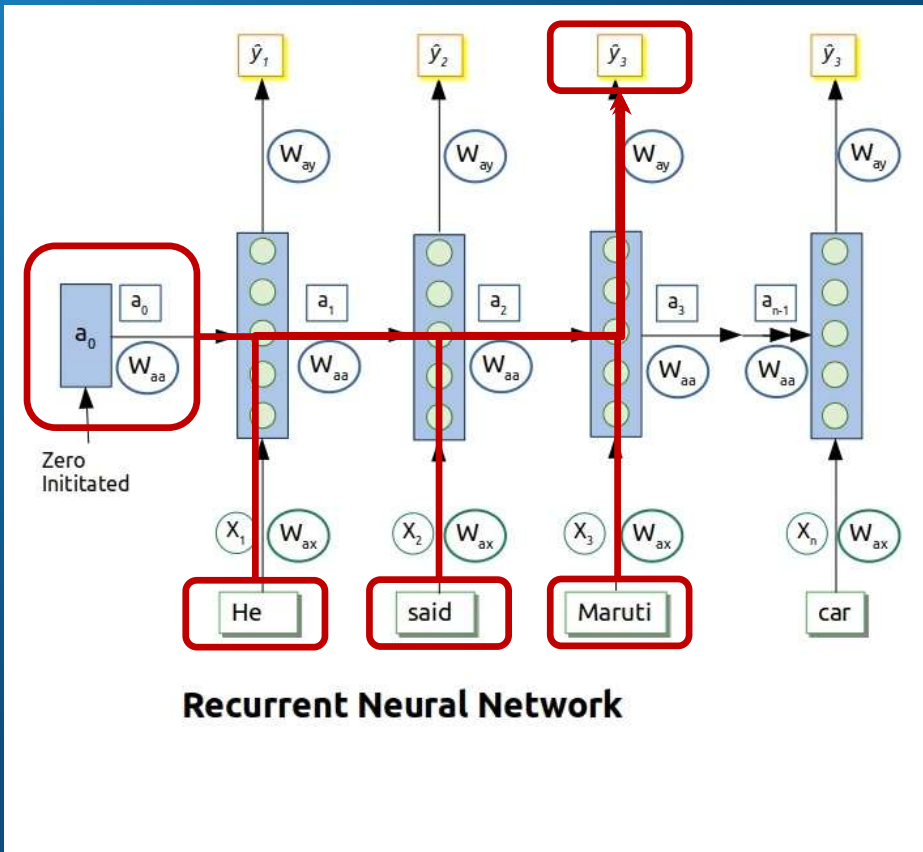 ŷ1 ŷ2 ŷ3 ŷ3
Way Way Way Way
a0 a1 a2 a3 an-1
a0
Waa Waa Waa Waa Waa
Zero
Inititated
X1 Wax X2 Wax X3 Wax Xn Wax
He said Maruti car
Recurrent Neural Network